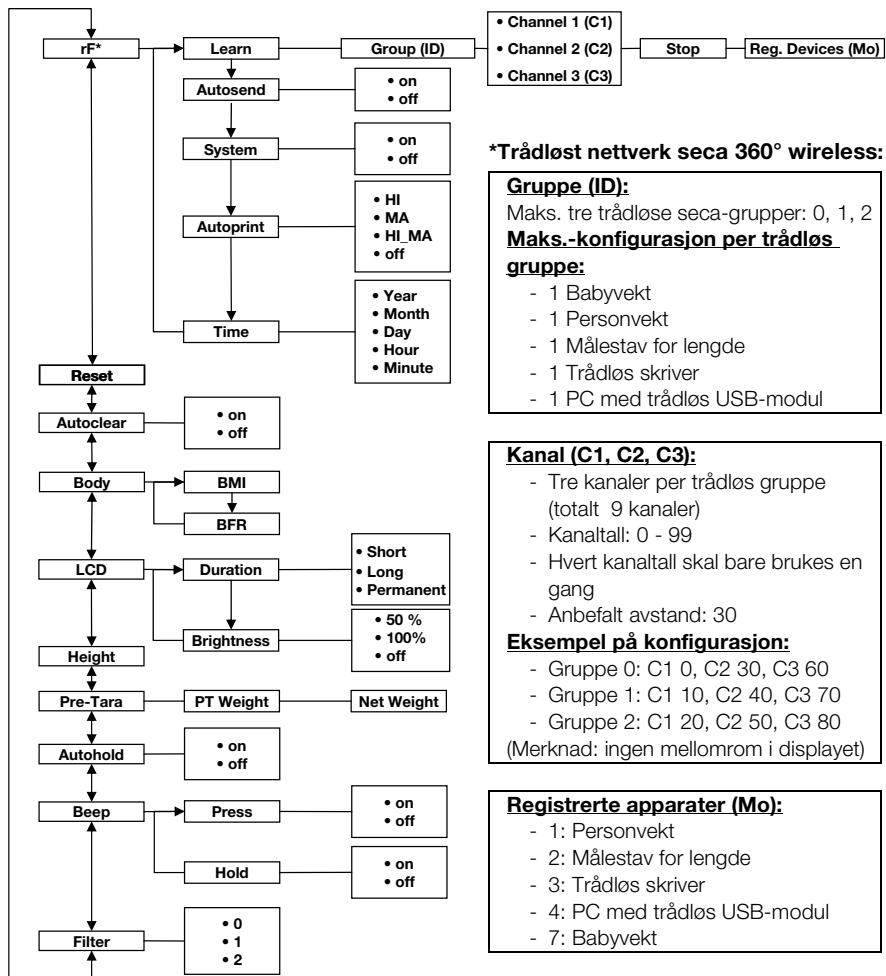 rF*
Learn
Group (ID)
• Channel 1 (C1)
• Channel 2 (C2)
• Channel 3 (C3)
Stop
Reg. Devices (Mo)
Autosend
• on
• off
System
• on
• off
Autoprint
• HI
• MA
• HI_MA
• off
Time
• Year
• Month
• Day
• Hour
• Minute
Reset
Autoclear
• on
• off
Body
BMI
BFR
LCD
Duration
• Short
• Long
• Permanent
Brightness
• 50 %
• 100%
• off
Height
Pre-Tara
PT Weight
Net Weight
Autohold
• on
• off
Beep
Press
• on
• off
Hold
• on
• off
Filter
• 0
• 1
• 2
*Trådløst nettverk seca 360° wireless:
Gruppe (ID):
Maks. tre trådløse seca-grupper: 0, 1, 2
Maks.-konfigurasjon per trådløs
gruppe:
- 1 Babyvekt
- 1 Personvekt
- 1 Målestav for lengde
- 1 Trådløs skriver
- 1 PC med trådløs USB-modul
Kanal (C1, C2, C3):
- Tre kanaler per trådløs gruppe
(totalt 9 kanaler)
- Kanaltall: 0 - 99
- Hvert kanaltall skal bare brukes en
gang
- Anbefalt avstand: 30
Eksempel på konfigurasjon:
- Gruppe 0: C1 0, C2 30, C3 60
- Gruppe 1: C1 10, C2 40, C3 70
- Gruppe 2: C1 20, C2 50, C3 80
(Merknad: ingen mellomrom i displayet)
Registrerte apparater (Mo):
- 1: Personvekt
- 2: Målestav for lengde
- 3: Trådløs skriver
- 4: PC med trådløs USB-modul
- 7: Babyvekt